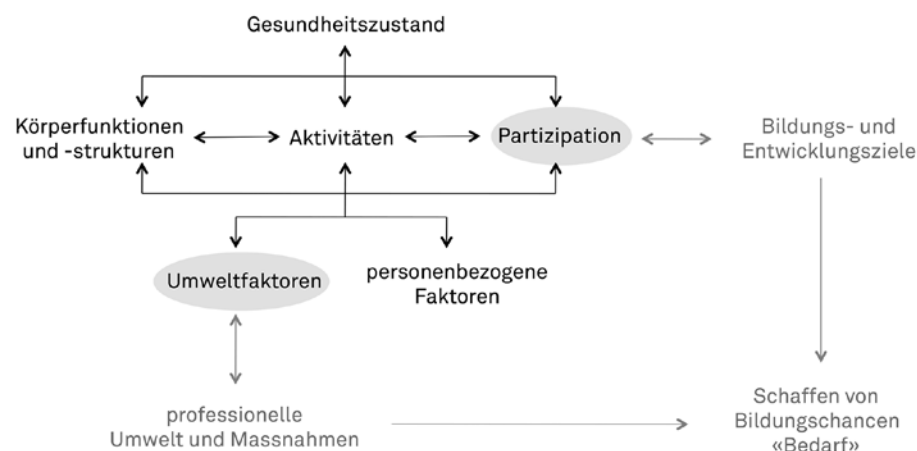 Gesundheitszustand
Körperfunktionen
und -strukturen
Aktivitäten
Partizipation
Bildungs- und
Entwicklungsziele
Umweltfaktoren
personenbezogene
Faktoren
professionelle
Umwelt und Massnahmen
Schaffen von
Bildungschancen
«Bedarf»